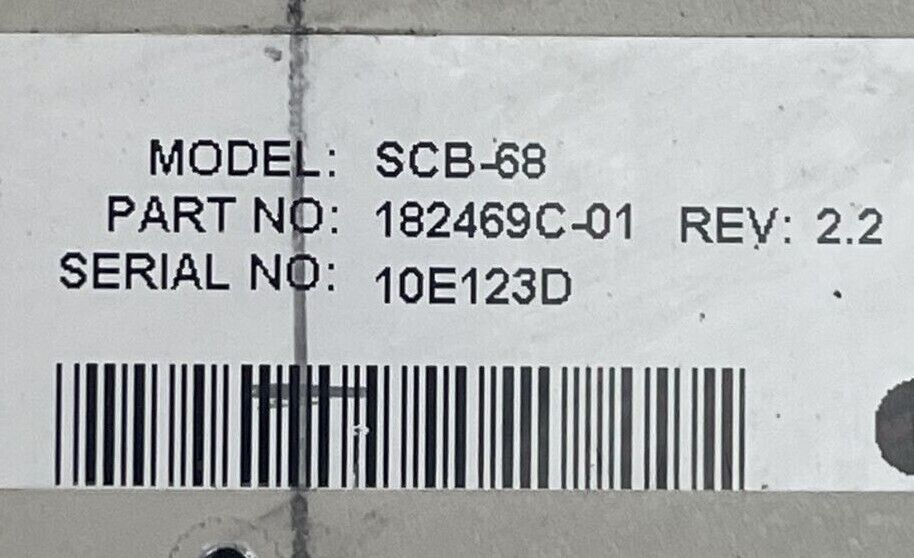 MODEL: SCB-68
PART NO: 182469C-01 REV: 2.2
SERIAL NO: 10E123D